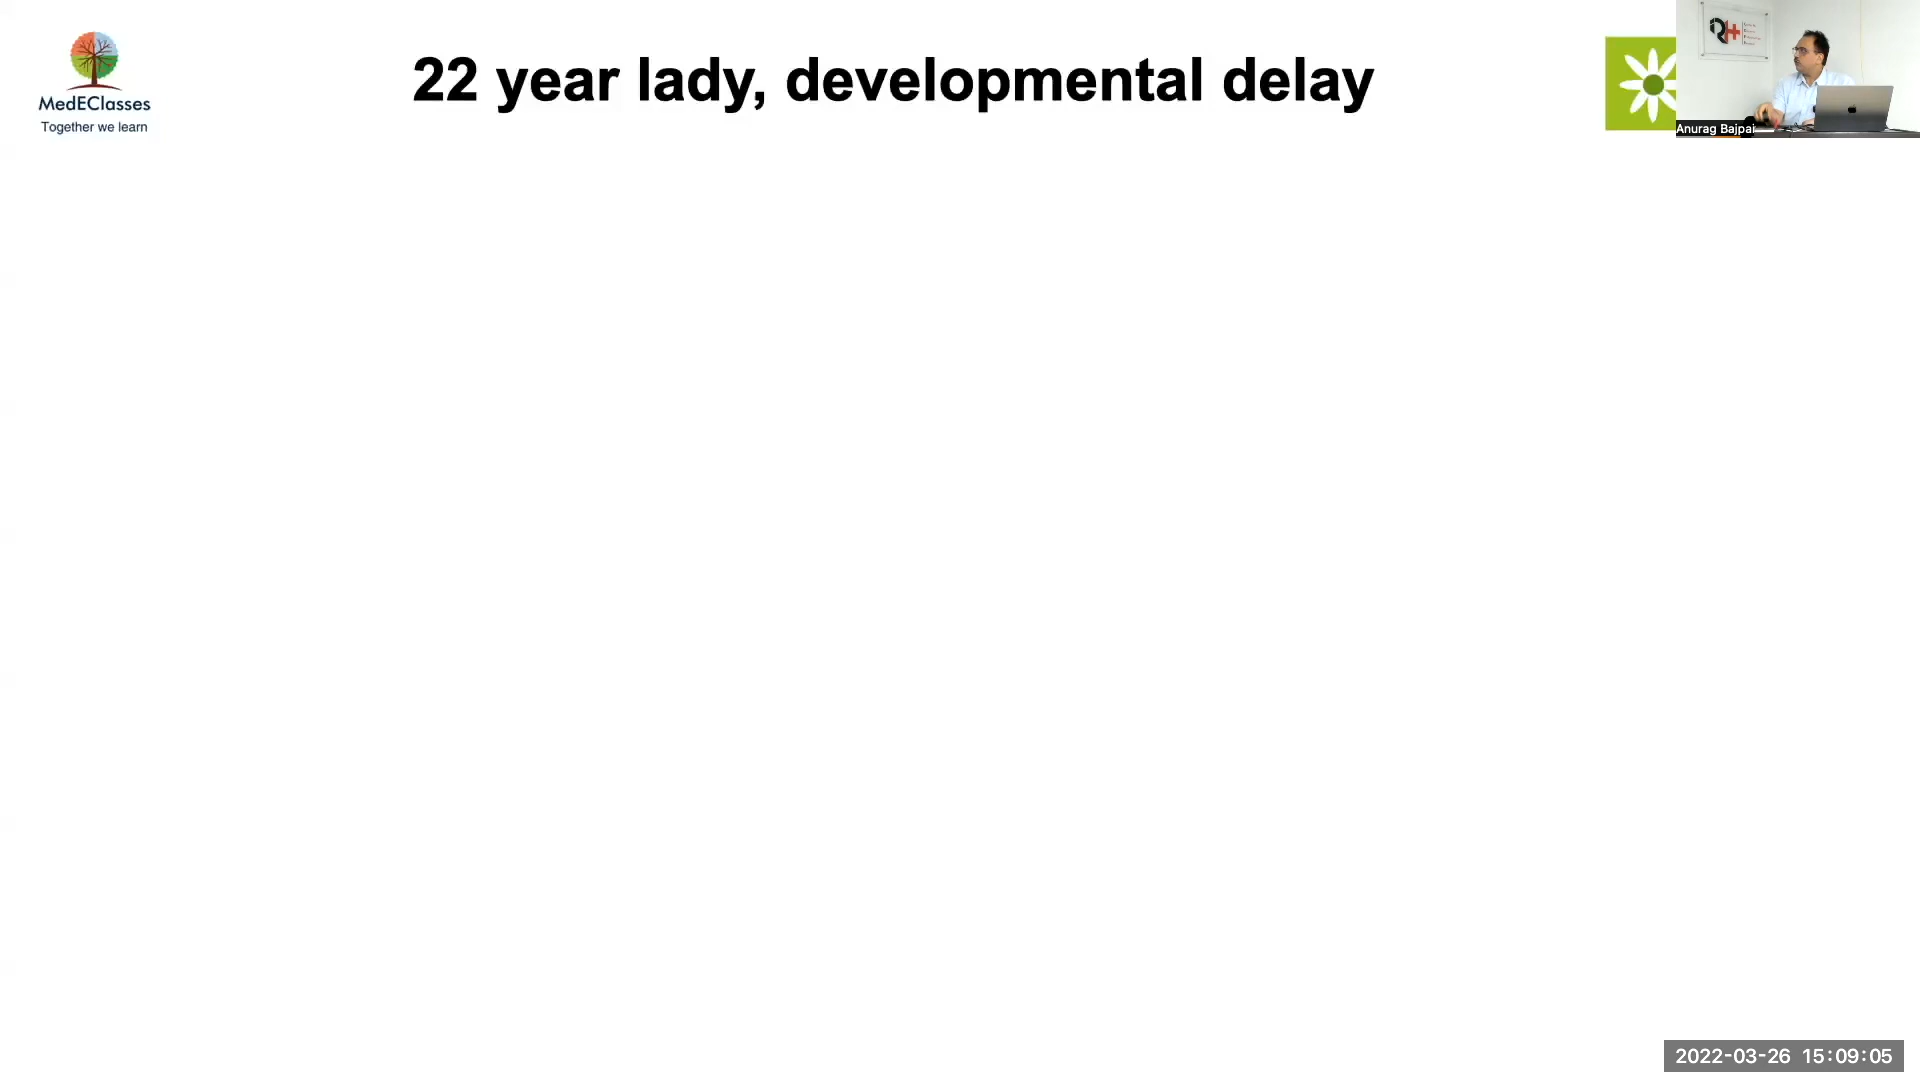 MedEClasses
Together we learn
22 year lady, developmental delay
Anurag Bajpai
2022-03-26 15:09:05